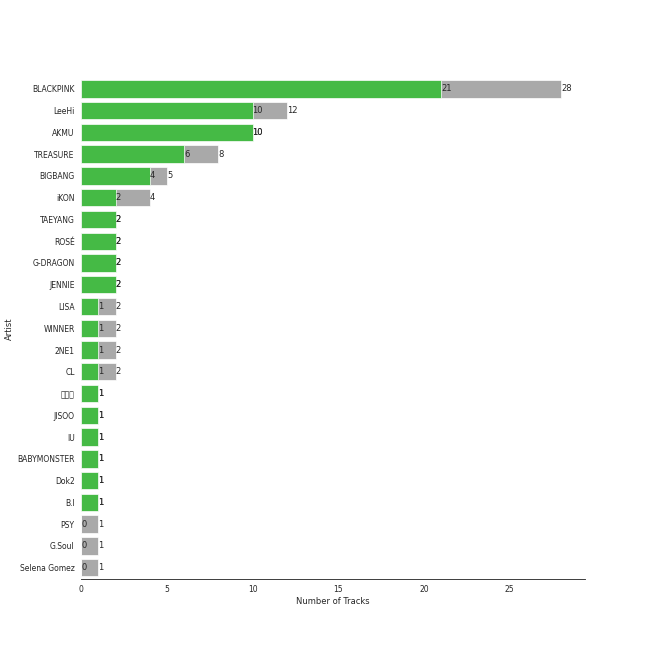 BLACKPINK 21 28
LeeHi 10 12
AKMU 10
TREASURE 6 8
BIGBANG 4 5
iKON 2 4
TAEYANG 2
ROSÉ 2
G-DRAGON 2
JENNIE 2
LISA 1 2
WINNER 1 2
2NE1 1 2
CL 1 2
1
JISOO 1
IU 1
BABYMONSTER 1
Dok2 1
B.I 1
PSY 0 1
G.Soul 0 1
Selena Gomez 0 1
Artist
0 5 10 15 20 25
Number of Tracks